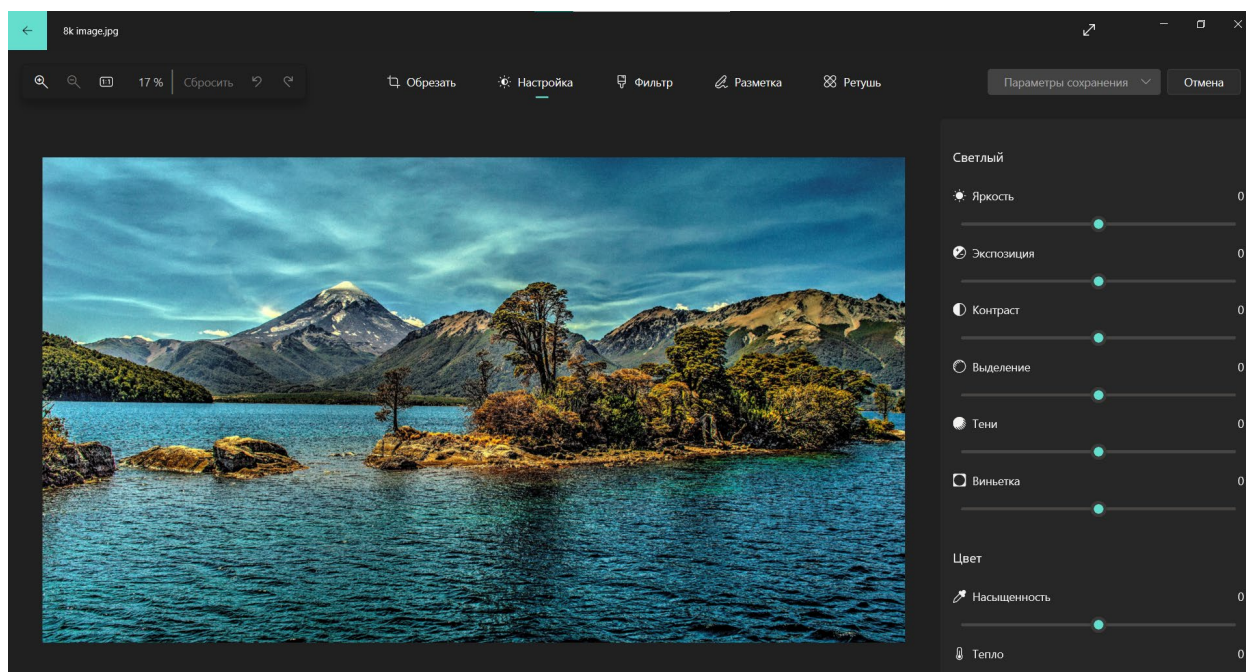 8k image.jpg
17 % Сбросить Обрезать Настройка Фильтр Разметка Ретушь Параметры сохранения Отмена
Светлый
Яркость 0
Экспозиция 0
Контраст 0
Выделение 0
Тени 0
Виньетка 0
Цвет
Насыщенность 0
Тепло 0